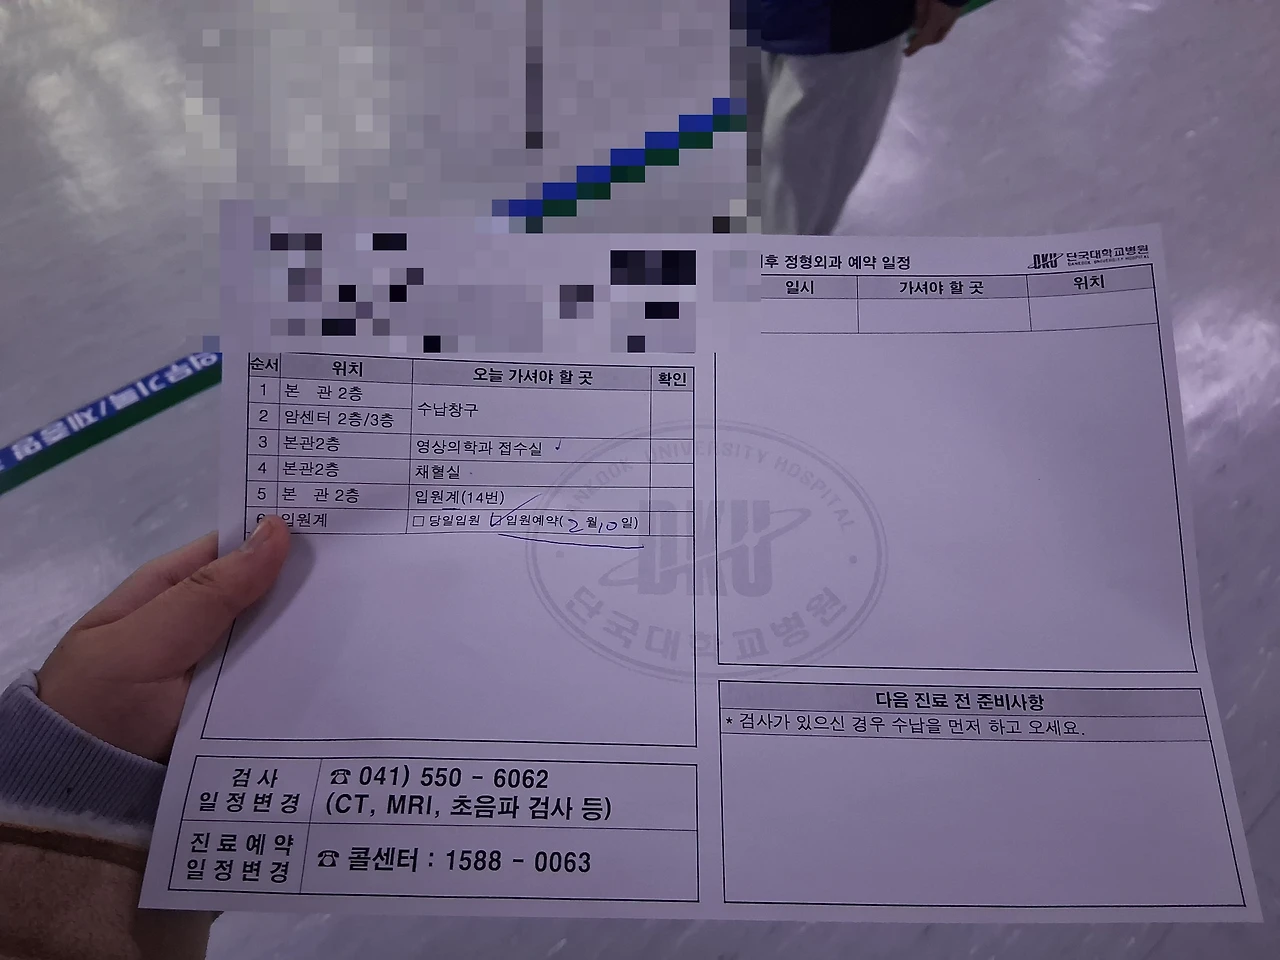 이후 정형외과 예약 일정
DKU 단국대학교병원
DANKOOK UNIVERSITY HOSPITAL
일시 가셔야 할 곳 위치
순서 위치 오늘 가셔야 할 곳 확인
1 본 관 2층
수납창구
2 암센터 2층/3층
3 본관2층 영상의학과 접수실 ✓
4 본관2층 채혈실
5 본 관 2층 입원계(14번)
6 입원계 □ 당일입원 ☑ 입원예약( 2 월 10 일)
UNIVERSITY HOSPITAL
DKU
단국대학교병원
다음 진료 전 준비사항
* 검사가 있으신 경우 수납을 먼저 하고 오세요.
검 사
일 정 변 경
☎ 041) 550 - 6062
(CT, MRI, 초음파 검사 등)
진 료 예 약
일 정 변 경
☎ 콜센터 : 1588 - 0063